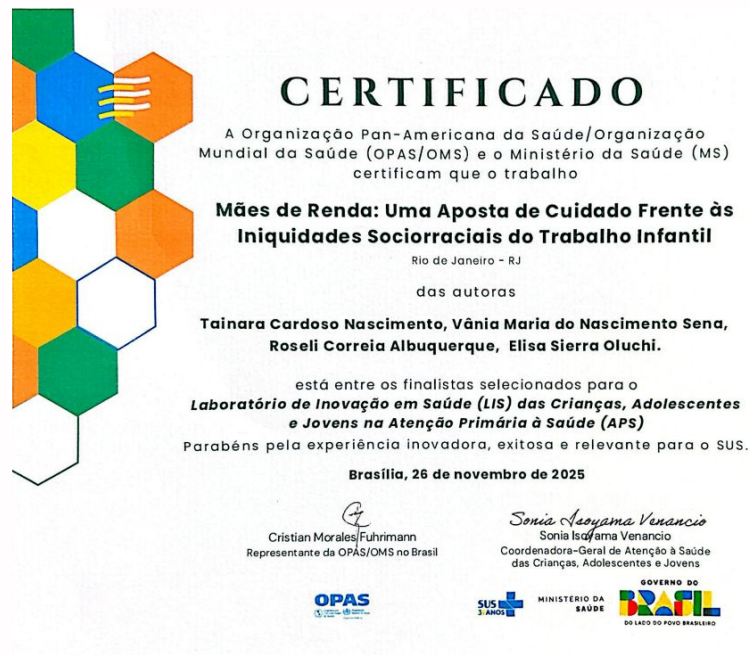 CERTIFICADO
A Organização Pan-Americana da Saúde/Organização
Mundial da Saúde (OPAS/OMS) e o Ministério da Saúde (MS)
certificam que o trabalho
Mães de Renda: Uma Aposta de Cuidado Frente às
Iniquidades Sociorraciais do Trabalho Infantil
Rio de Janeiro - RJ
das autoras
Tainara Cardoso Nascimento, Vânia Maria do Nascimento Sena,
Roseli Correia Albuquerque, Elisa Sierra Oluchi.
está entre os finalistas selecionados para o
Laboratório de Inovação em Saúde (LIS) das Crianças, Adolescentes
e Jovens na Atenção Primária à Saúde (APS)
Parabéns pela experiência inovadora, exitosa e relevante para o SUS.
Brasília, 26 de novembro de 2025
Cristian Morales Fuhrimann
Representante da OPAS/OMS no Brasil
Sonia Isoyama Venancio
Sonia Isoyama Venancio
Coordenadora-Geral de Atenção à Saúde
das Crianças, Adolescentes e Jovens
OPAS
SUS
ANOS
MINISTÉRIO DA
SAÚDE
GOVERNO DO
BRASIL
DO LADO DO POVO BRASILEIRO